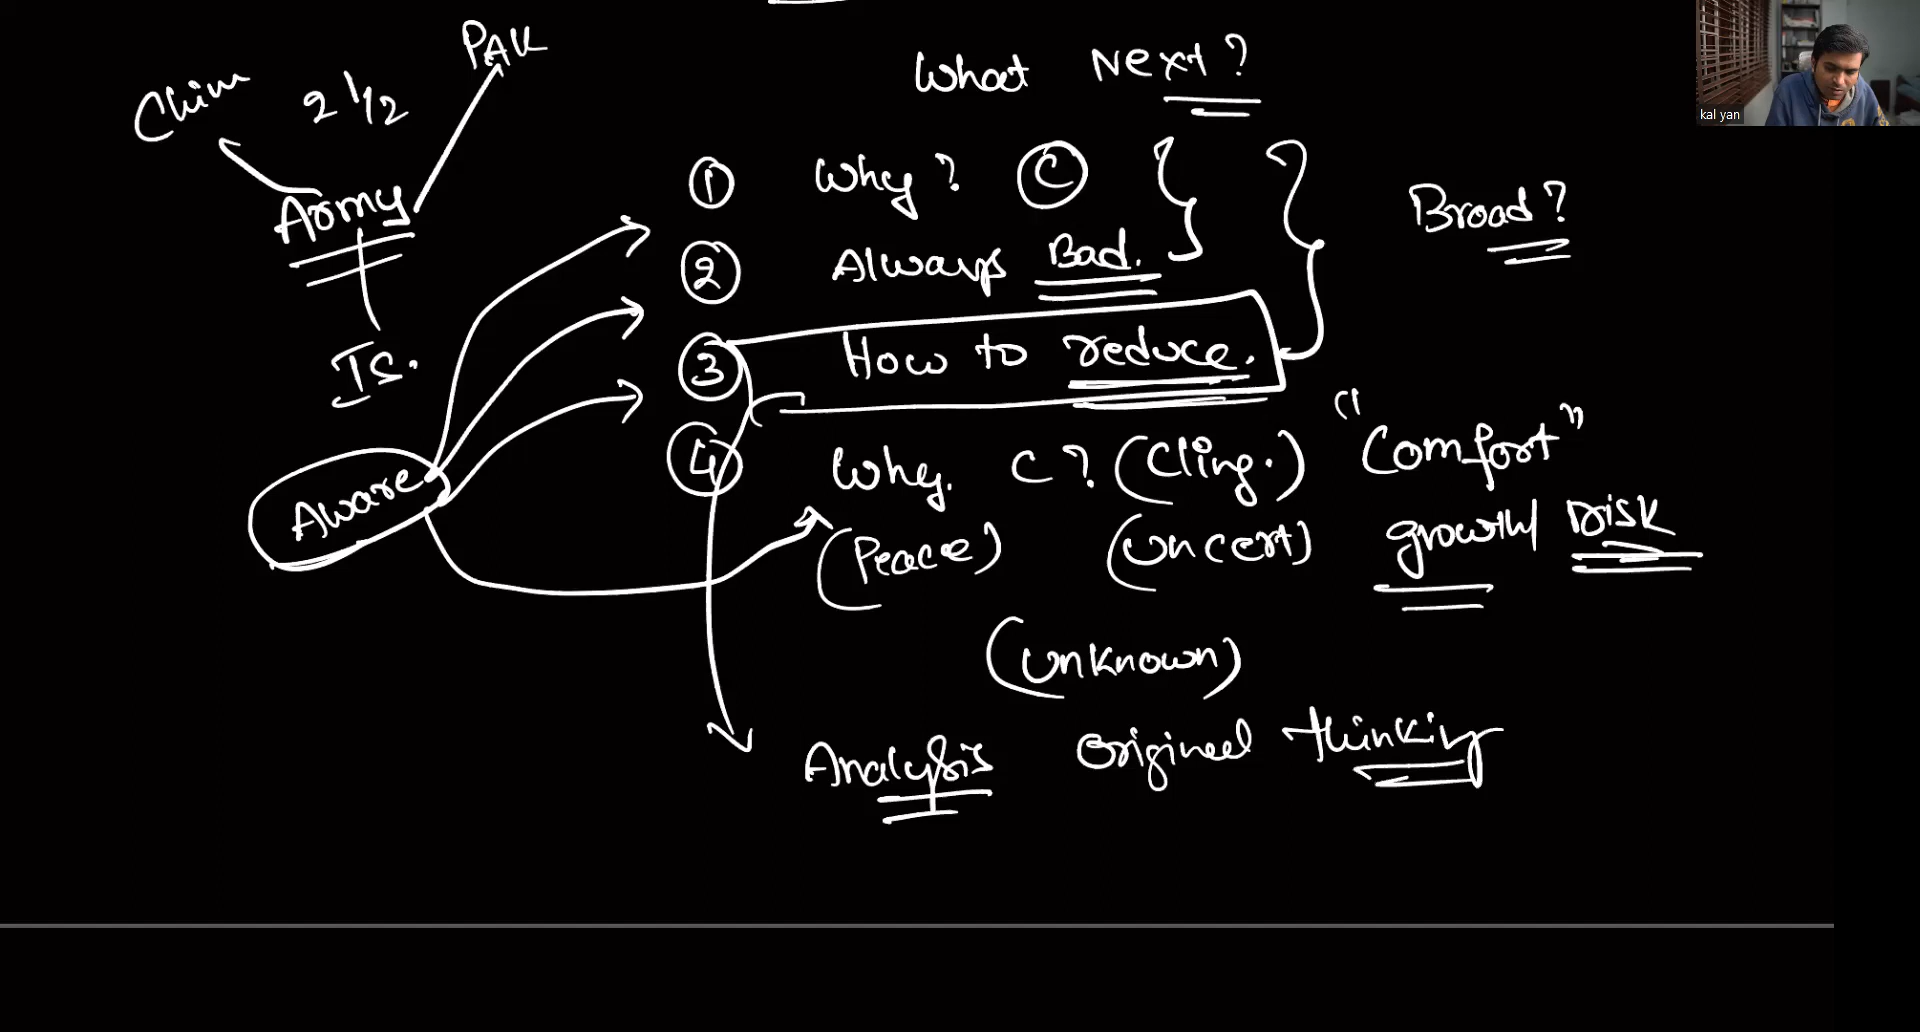 PAK
China 2 1/2
What Next?
kal yan
① Why? Ⓒ
Army
Broad?
② Always Bad.
③ How to reduce.
IS.
④ Why. C? (Cling.) "Comfort"
Aware
(Peace) (Uncert) growth/ DISK
(Unknown)
Analysis Original thinking